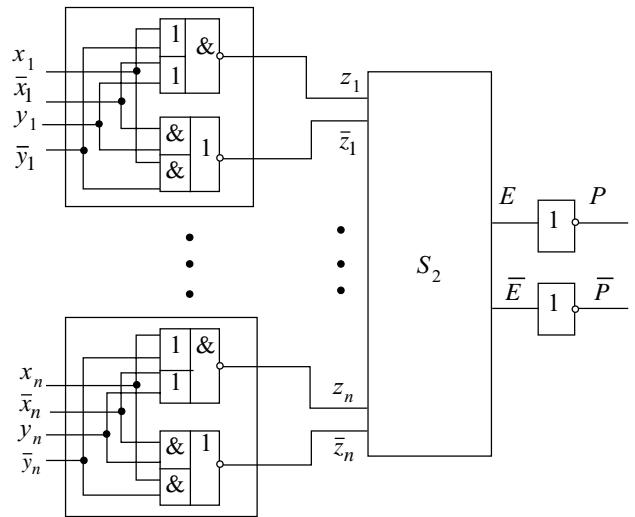 x₁
x̄₁
y₁
ȳ₁
1
1
&
&
&
1
z₁
z̄₁
S₂
E
1
P
E̅
1
P̅
xₙ
x̄ₙ
yₙ
ȳₙ
1
1
&
&
&
1
zₙ
z̄ₙ